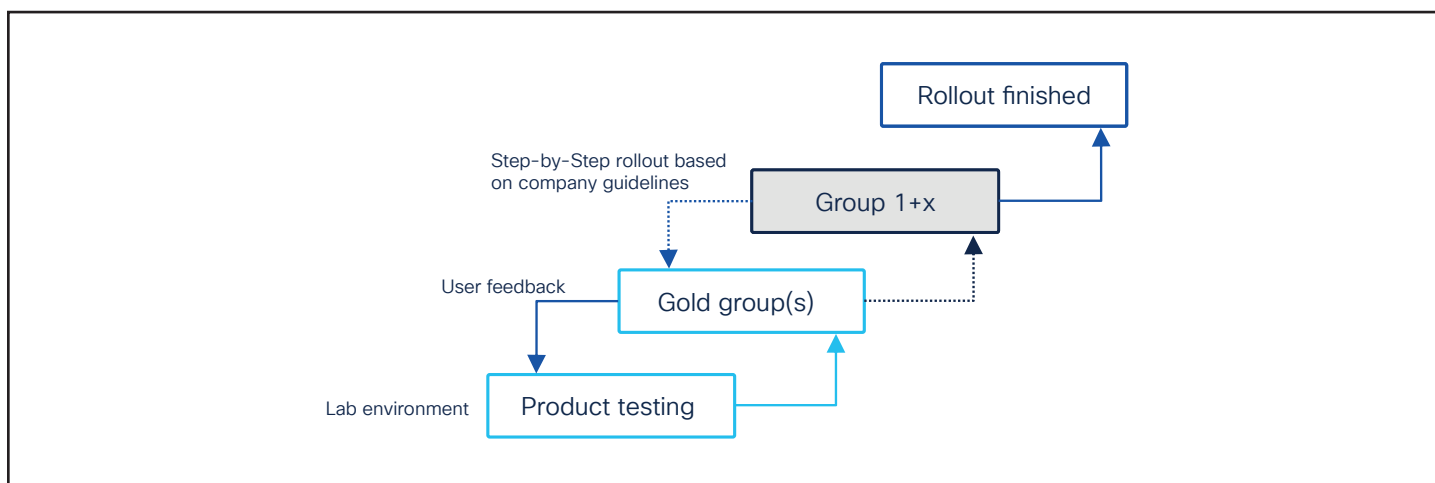 Rollout finished
Step-by-Step rollout based
on company guidelines
Group 1+x
User feedback
Gold group(s)
Lab environment
Product testing